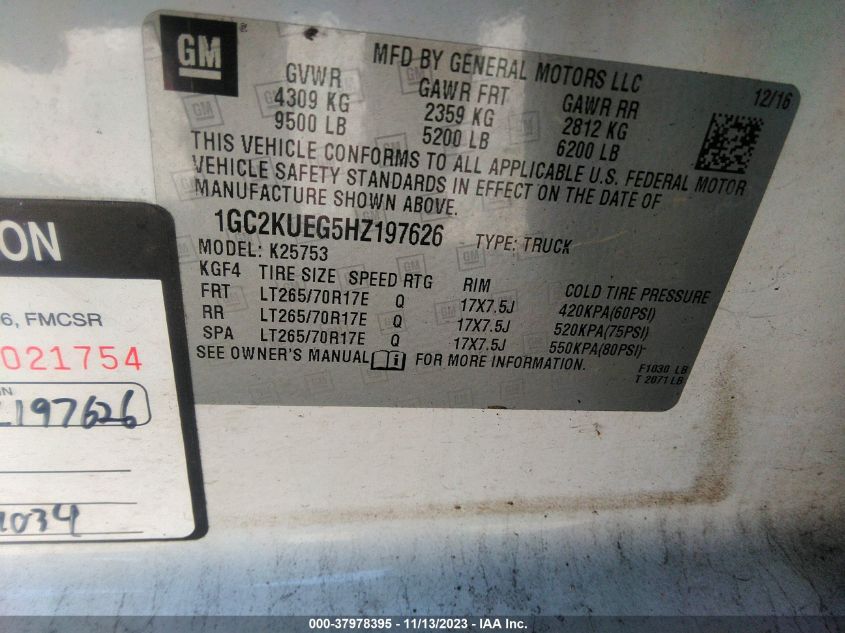 GM
MFD BY GENERAL MOTORS LLC
12/16
GVWR GAWR FRT GAWR RR
4309 KG 2359 KG 2812 KG
9500 LB 5200 LB 6200 LB
THIS VEHICLE CONFORMS TO ALL APPLICABLE U.S. FEDERAL MOTOR
VEHICLE SAFETY STANDARDS IN EFFECT ON THE DATE OF
MANUFACTURE SHOWN ABOVE.
1GC2KUEG5HZ197626 TYPE: TRUCK
MODEL: K25753
KGF4 TIRE SIZE SPEED RTG RIM COLD TIRE PRESSURE
FRT LT265/70R17E Q 17X7.5J 420KPA(60PSI)
RR LT265/70R17E Q 17X7.5J 520KPA(75PSI)
SPA LT265/70R17E Q 17X7.5J 550KPA(80PSI)
SEE OWNER'S MANUAL FOR MORE INFORMATION.
F1030 LB
T 2071 LB
ION
6, FMCSR
021754
IN
197626
1034
000-37978395 - 11/13/2023 - IAA Inc.